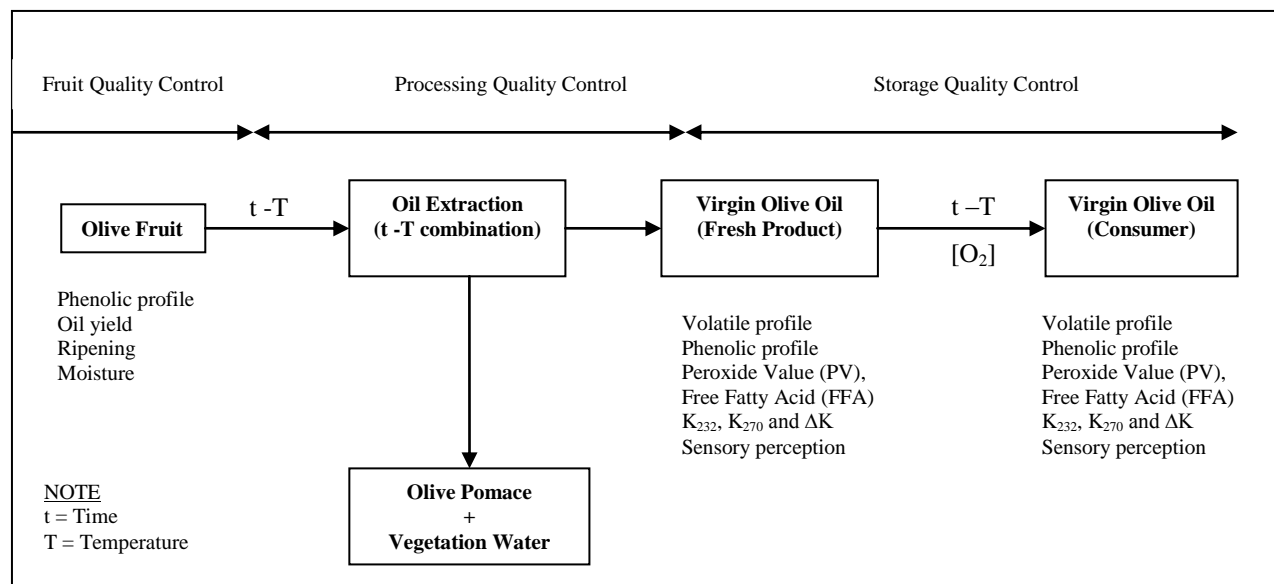 Fruit Quality Control
Processing Quality Control
Storage Quality Control
Olive Fruit
t -T
Oil Extraction
(t -T combination)
Virgin Olive Oil
(Fresh Product)
t –T
[O₂]
Virgin Olive Oil
(Consumer)
Phenolic profile
Oil yield
Ripening
Moisture
Volatile profile
Phenolic profile
Peroxide Value (PV),
Free Fatty Acid (FFA)
K₂₃₂, K₂₇₀ and ΔK
Sensory perception
Volatile profile
Phenolic profile
Peroxide Value (PV),
Free Fatty Acid (FFA)
K₂₃₂, K₂₇₀ and ΔK
Sensory perception
Olive Pomace
+
Vegetation Water
NOTE
t = Time
T = Temperature